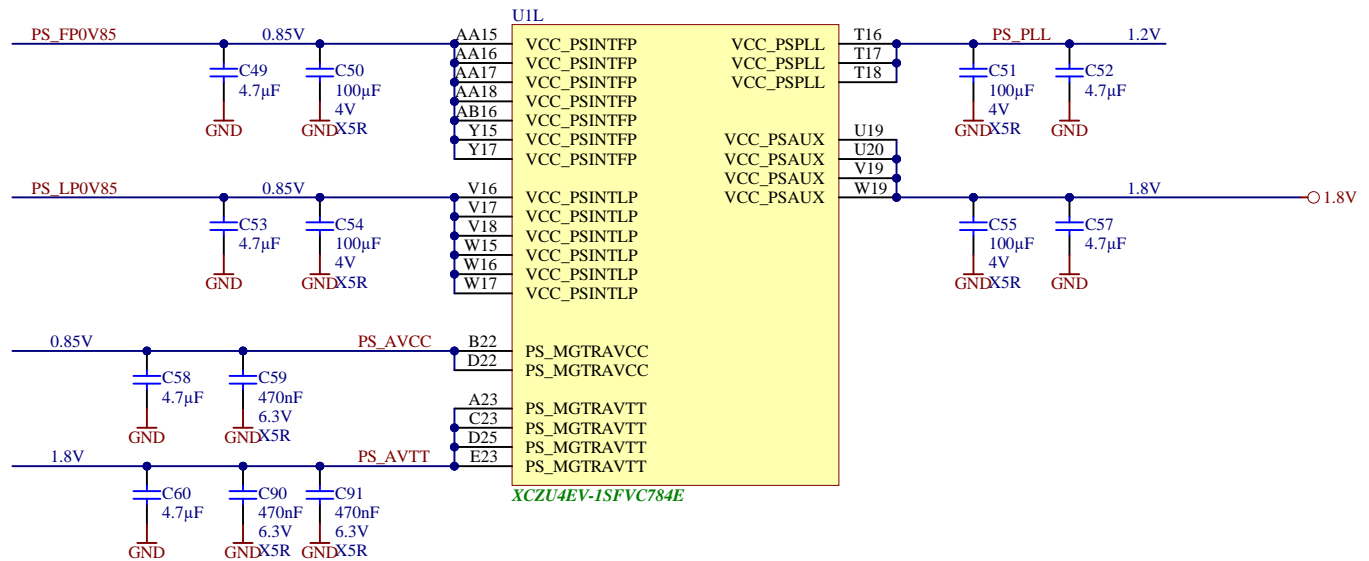 U1L
PS_FP0V85 0.85V
C49
4.7µF
GND
C50
100µF
4V
X5R
GND
AA15 VCC_PSINTFP
AA16 VCC_PSINTFP
AA17 VCC_PSINTFP
AA18 VCC_PSINTFP
AB16 VCC_PSINTFP
Y15 VCC_PSINTFP
Y17 VCC_PSINTFP
VCC_PSPLL T16
VCC_PSPLL T17
VCC_PSPLL T18
PS_PLL 1.2V
C51
100µF
4V
X5R
GND
C52
4.7µF
GND
PS_LP0V85 0.85V
C53
4.7µF
GND
C54
100µF
4V
X5R
GND
V16 VCC_PSINTLP
V17 VCC_PSINTLP
V18 VCC_PSINTLP
W15 VCC_PSINTLP
W16 VCC_PSINTLP
W17 VCC_PSINTLP
VCC_PSAUX U19
VCC_PSAUX U20
VCC_PSAUX V19
VCC_PSAUX W19
1.8V 1.8V
C55
100µF
4V
X5R
GND
C57
4.7µF
GND
0.85V PS_AVCC
C58
4.7µF
GND
C59
470nF
6.3V
X5R
GND
B22 PS_MGTRAVCC
D22 PS_MGTRAVCC
A23 PS_MGTRAVTT
C23 PS_MGTRAVTT
D25 PS_MGTRAVTT
E23 PS_MGTRAVTT
1.8V PS_AVTT
C60
4.7µF
GND
C90
470nF
6.3V
X5R
GND
C91
470nF
6.3V
X5R
GND
XCZU4EV-1SFVC784E